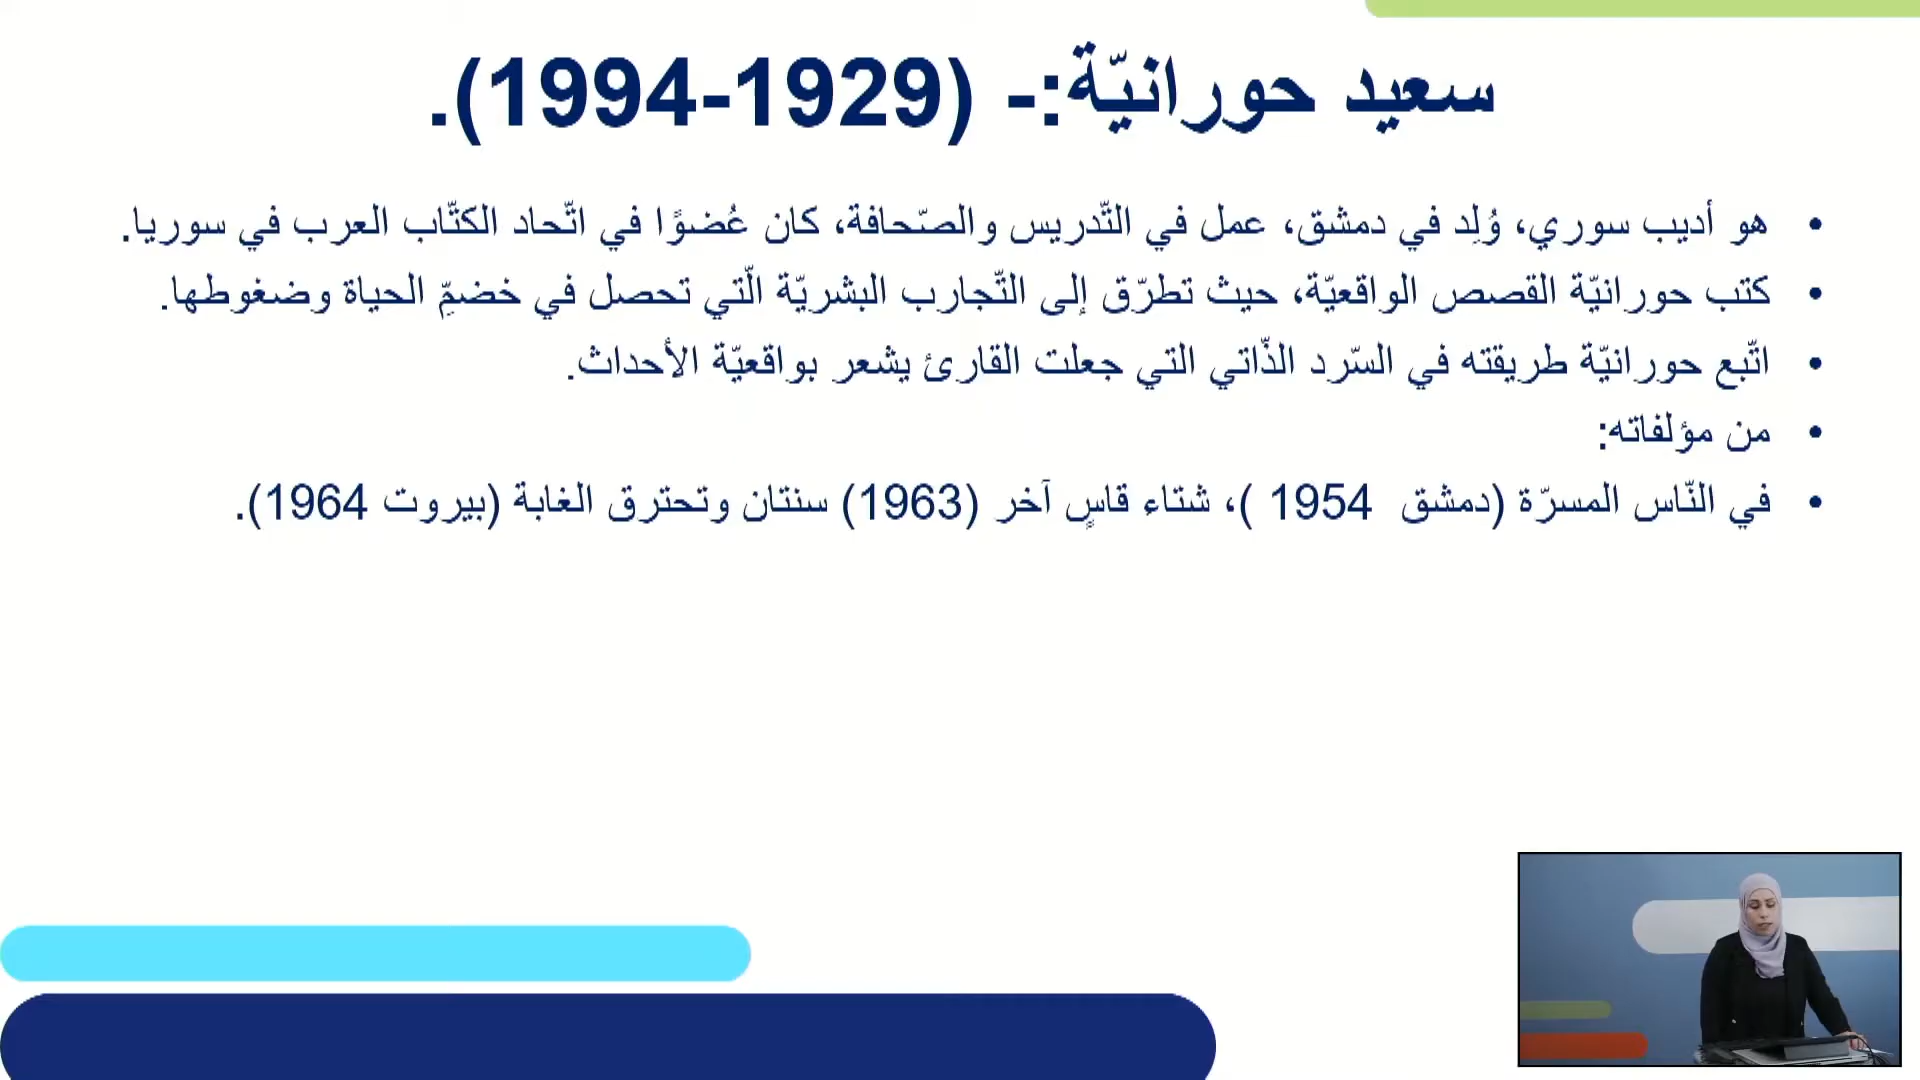 سعيد حورانيّة:- (1929-1994).
• هو أديب سوري، وُلِد في دمشق، عمل في التّدريس والصّحافة، كان عُضوًا في اتّحاد الكتّاب العرب في سوريا.
• كتب حورانيّة القصص الواقعيّة، حيث تطرّق إلى التّجارب البشريّة الّتي تحصل في خضمِّ الحياة وضغوطها.
• اتّبع حورانيّة طريقته في السّرد الذّاتي التي جعلت القارئ يشعر بواقعيّة الأحداث.
• من مؤلفاته:
• في النّاس المسرّة (دمشق 1954 )، شتاء قاسٍ آخر (1963) سنتان وتحترق الغابة (بيروت 1964).